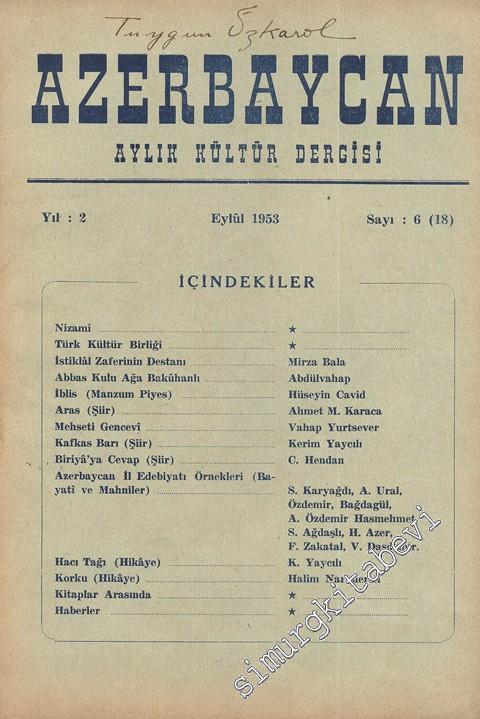 Tuygun Özkarol
AZERBAYCAN
AYLIK KÜLTÜR DERGİSİ
Yıl : 2 Eylûl 1953 Sayı : 6 (18)
İÇİNDEKİLER
Nizamî ★
Türk Kültür Birliği ★
İstiklâl Zaferinin Destanı Mirza Bala
Abbas Kulu Ağa Bakûhanlı Abdülvahap
İblis (Manzum Piyes) Hüseyin Cavid
Aras (Şiir) Ahmet M. Karaca
Mehseti Gencevî Vahap Yurtsever
Kafkas Barı (Şiir) Kerim Yaycılı
Biriyâ'ya Cevap (Şiir) C. Hendan
Azerbaycan İl Edebiyatı Örnekleri (Ba-
yatî ve Mahniler) S. Karyağdı, A. Ural,
Özdemir, Bağdagül,
A. Özdemir Hasmehmet
S. Ağdaşlı, H. Azer,
F. Zakatal, V.
Hacı Tağı (Hikâye) K. Yaycılı
Korku (Hikâye) Halim
Kitaplar Arasında ★
Haberler ★
simurgkitabevi